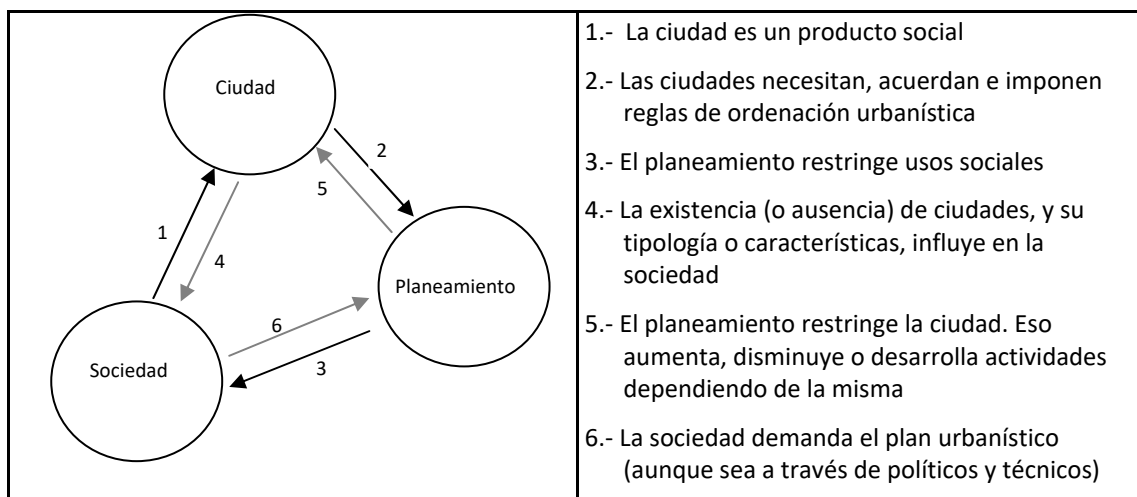 Ciudad
2
5
1
4
Planeamiento
6
Sociedad
3
1.- La ciudad es un producto social
2.- Las ciudades necesitan, acuerdan e imponen
reglas de ordenación urbanística
3.- El planeamiento restringe usos sociales
4.- La existencia (o ausencia) de ciudades, y su
tipología o características, influye en la
sociedad
5.- El planeamiento restringe la ciudad. Eso
aumenta, disminuye o desarrolla actividades
dependiendo de la misma
6.- La sociedad demanda el plan urbanístico
(aunque sea a través de políticos y técnicos)